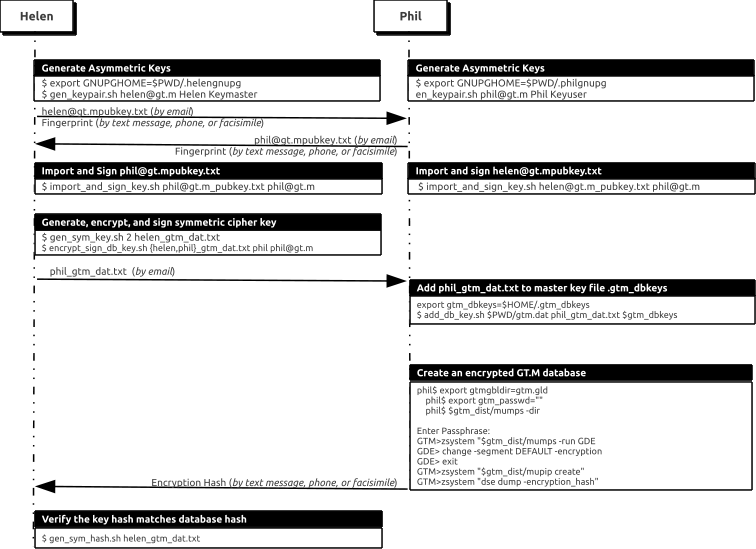 Helen
Phil
Generate Asymmetric Keys
$ export GNUPGHOME=$PWD/.helengnupg
$ gen_keypair.sh helen@gt.m Helen Keymaster
Generate Asymmetric Keys
$ export GNUPGHOME=$PWD/.philgnupg
en_keypair.sh phil@gt.m Phil Keyuser
helen@gt.mpubkey.txt (by email)
Fingerprint (by text message, phone, or facisimile)
phil@gt.mpubkey.txt (by email)
Fingerprint (by text message, phone, or facisimile)
Import and Sign phil@gt.mpubkey.txt
$ import_and_sign_key.sh phil@gt.m_pubkey.txt phil@gt.m
Import and sign helen@gt.mpubkey.txt
$ import_and_sign_key.sh helen@gt.m_pubkey.txt phil@gt.m
Generate, encrypt, and sign symmetric cipher key
$ gen_sym_key.sh 2 helen_gtm_dat.txt
$ encrypt_sign_db_key.sh {helen,phil}_gtm_dat.txt phil phil@gt.m
phil_gtm_dat.txt (by email)
Add phil_gtm_dat.txt to master key file .gtm_dbkeys
export gtm_dbkeys=$HOME/.gtm_dbkeys
$ add_db_key.sh $PWD/gtm.dat phil_gtm_dat.txt $gtm_dbkeys
Create an encrypted GT.M database
phil$ export gtmgbldir=gtm.gld
phil$ export gtm_passwd=""
phil$ $gtm_dist/mumps -dir
Enter Passphrase:
GTM>zsystem "$gtm_dist/mumps -run GDE
GDE> change -segment DEFAULT -encryption
GDE> exit
GTM>zsystem "$gtm_dist/mupip create"
GTM>zsystem "dse dump -encryption_hash"
Encryption Hash (by text message, phone, or facisimile)
Verify the key hash matches database hash
$ gen_sym_hash.sh helen_gtm_dat.txt